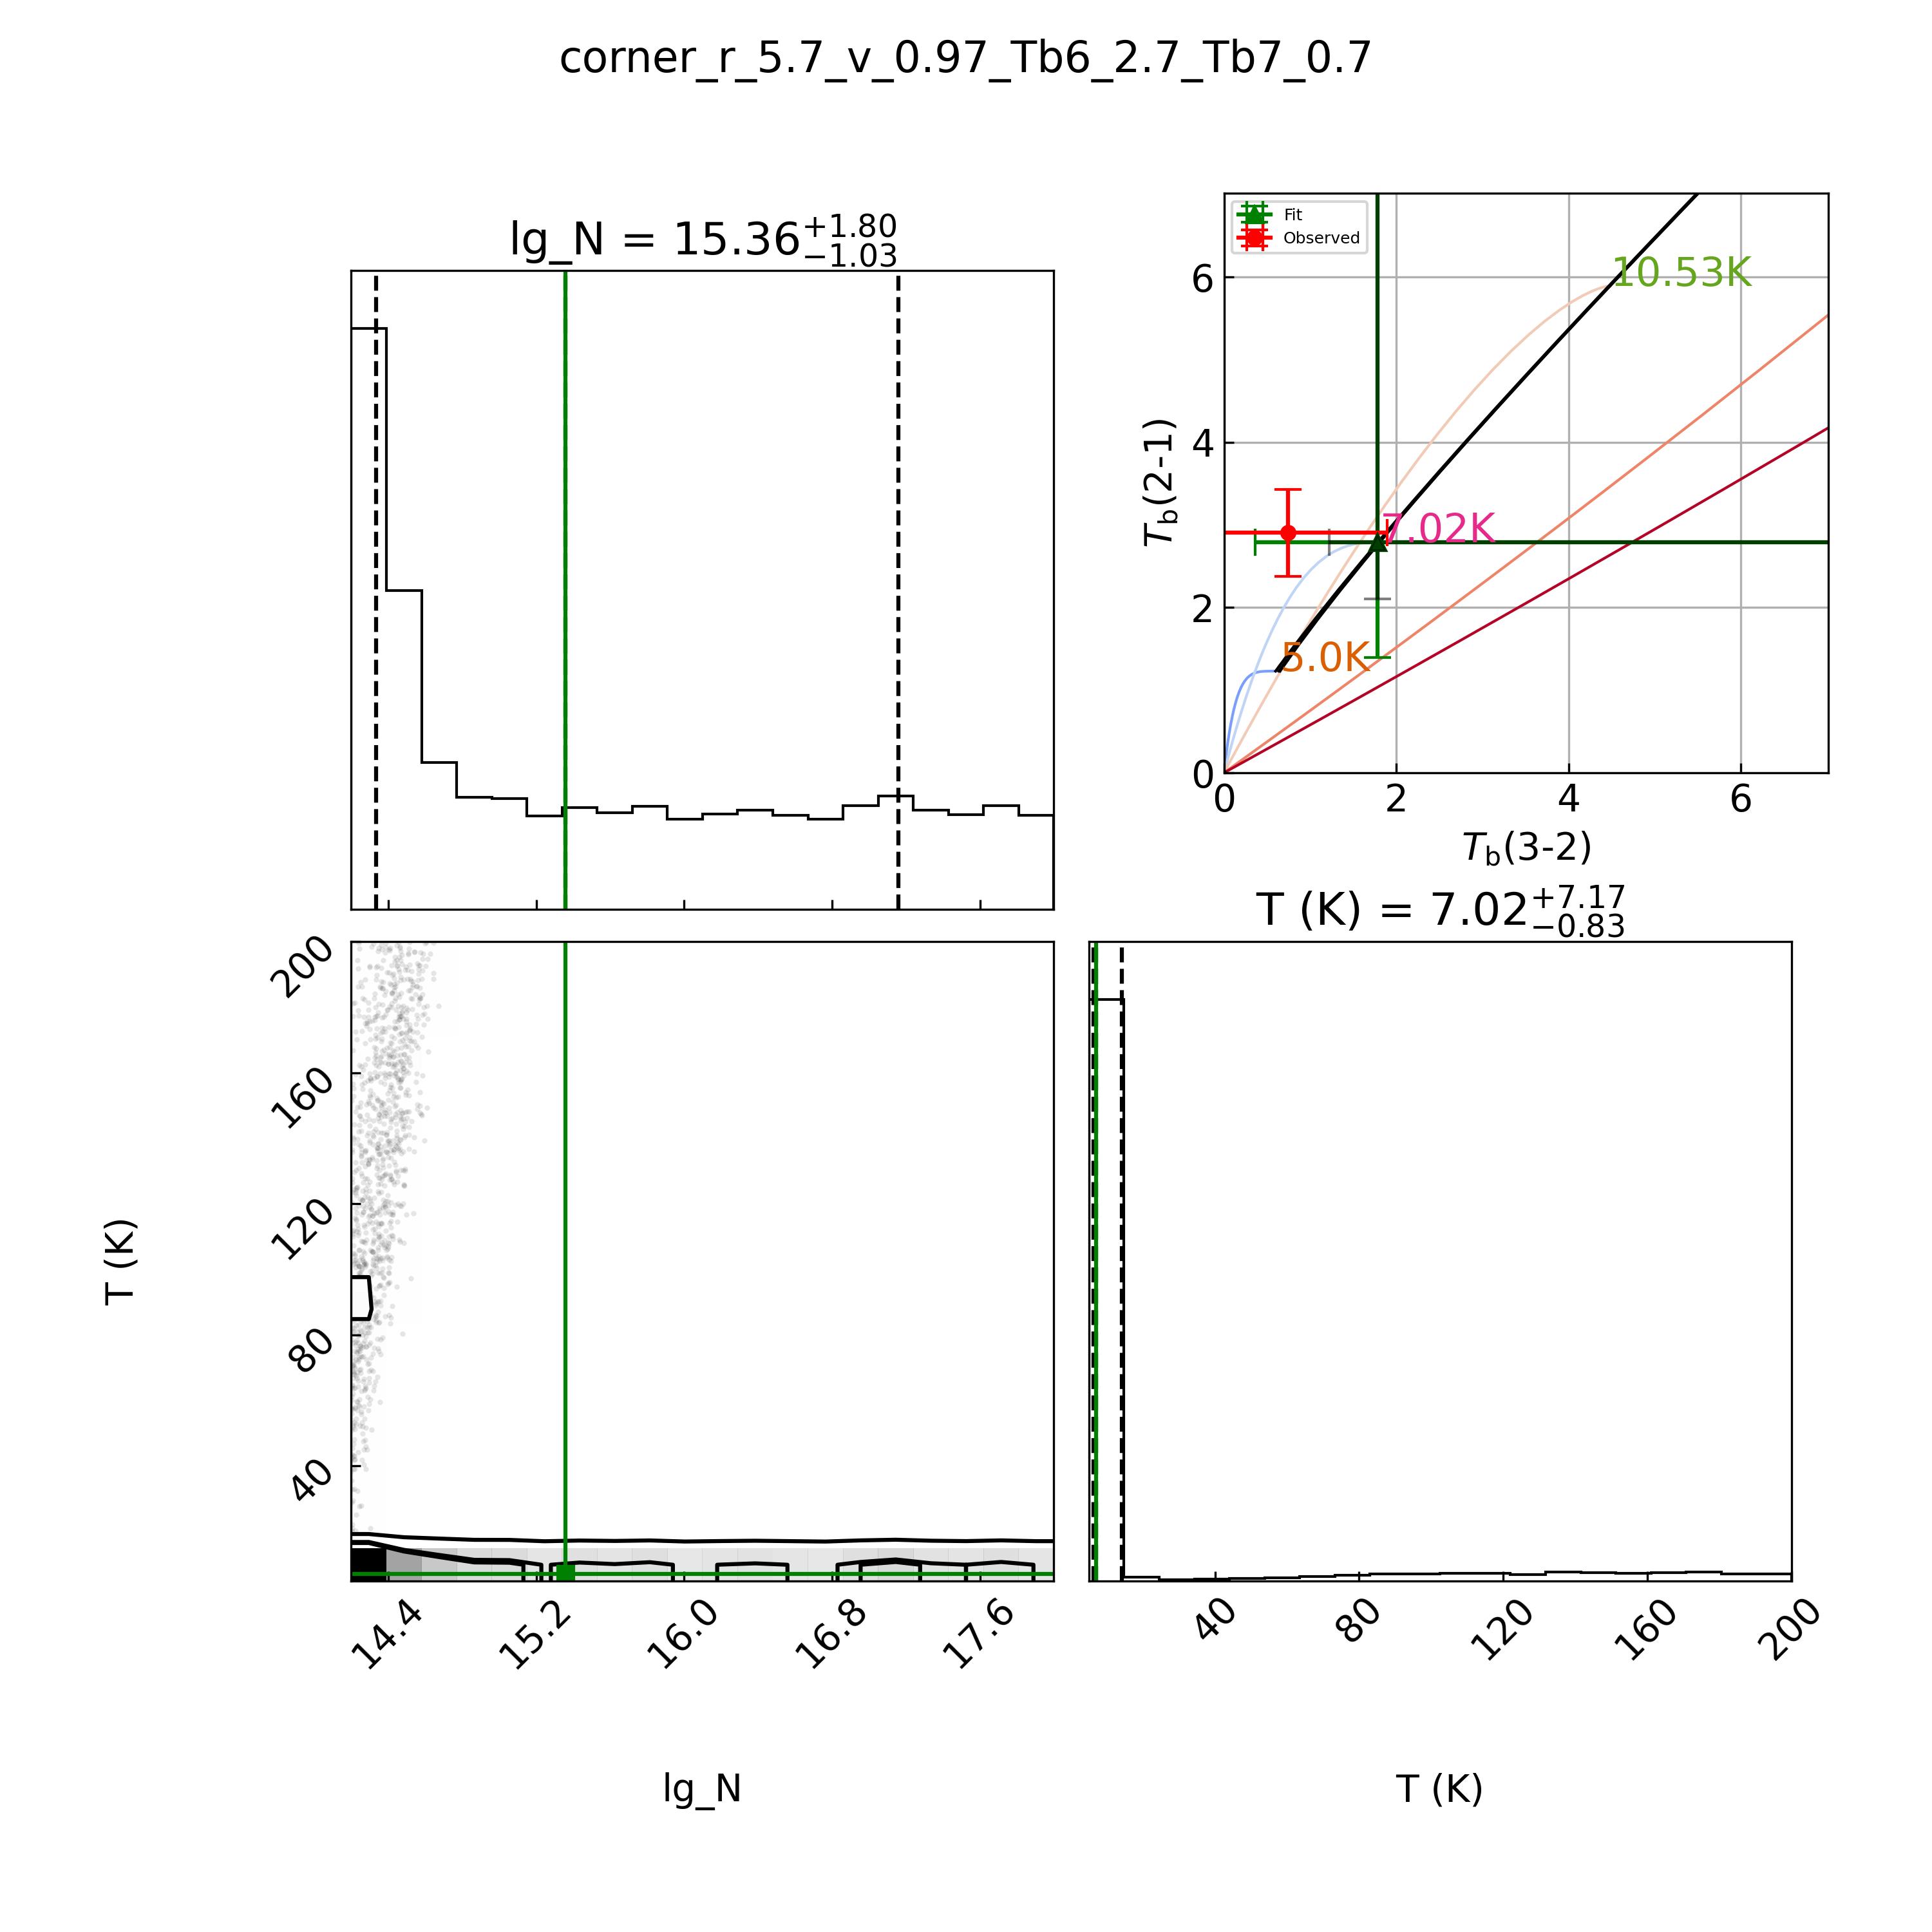 corner_r_5.7_v_0.97_Tb6_2.7_Tb7_0.7
lg_N = 15.36 +1.80 −1.03
Fit
Observed
10.53K
7.02K
5.0K
6
4
2
0
T_b(2-1)
0 2 4 6
T_b(3-2)
T (K) = 7.02 +7.17 −0.83
200
160
120
80
40
T (K)
14.4 15.2 16.0 16.8 17.6
lg_N
40 80 120 160 200
T (K)